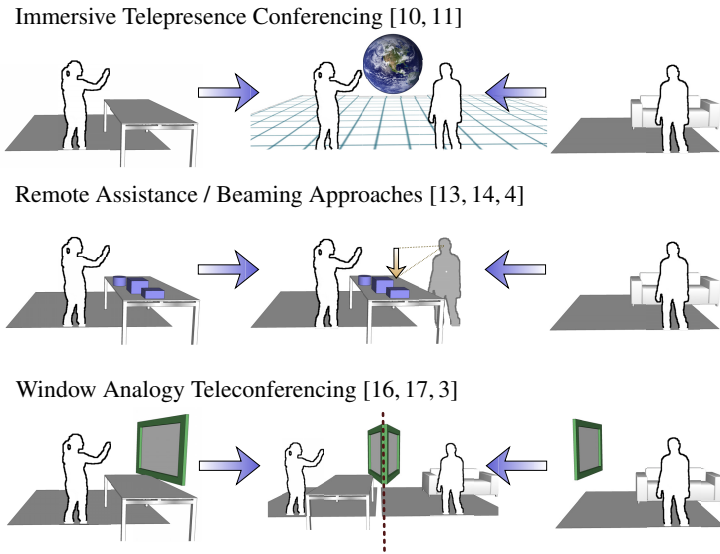 Immersive Telepresence Conferencing [10, 11]
Remote Assistance / Beaming Approaches [13, 14, 4]
Window Analogy Teleconferencing [16, 17, 3]